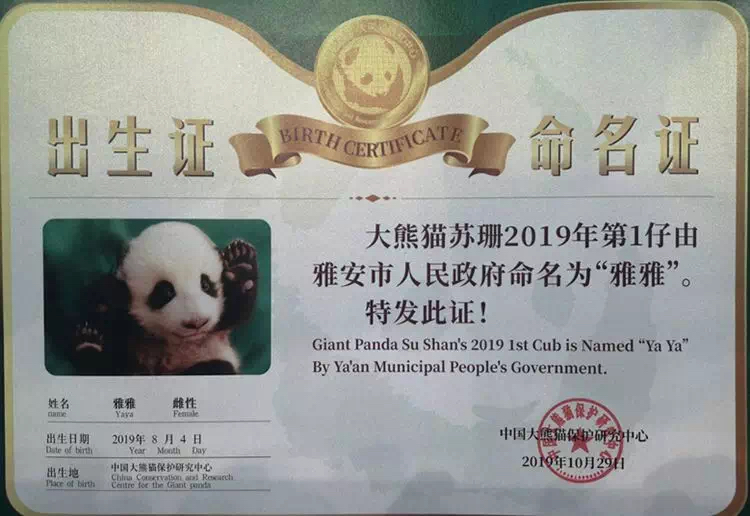 出生证
BIRTH CERTIFICATE
命名证
大熊猫苏珊2019年第1仔由
雅安市人民政府命名为“雅雅”。
特发此证！
Giant Panda Su Shan's 2019 1st Cub is Named “Ya Ya”
By Ya'an Municipal People's Government.
姓名 雅雅 雌性
name Yaya Female
出生日期 2019年 8 月 4 日
Date of birth Year Month Day
出生地 中国大熊猫保护研究中心
Place of birth China Conservation and Research
Centre for the Giant panda
中国大熊猫保护研究中心
2019年10月29日